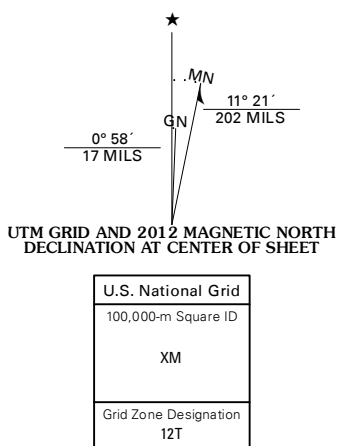 MN
11° 21´
202 MILS
GN
0° 58´
17 MILS
UTM GRID AND 2012 MAGNETIC NORTH
DECLINATION AT CENTER OF SHEET
U.S. National Grid
100,000-m Square ID
XM
Grid Zone Designation
12T